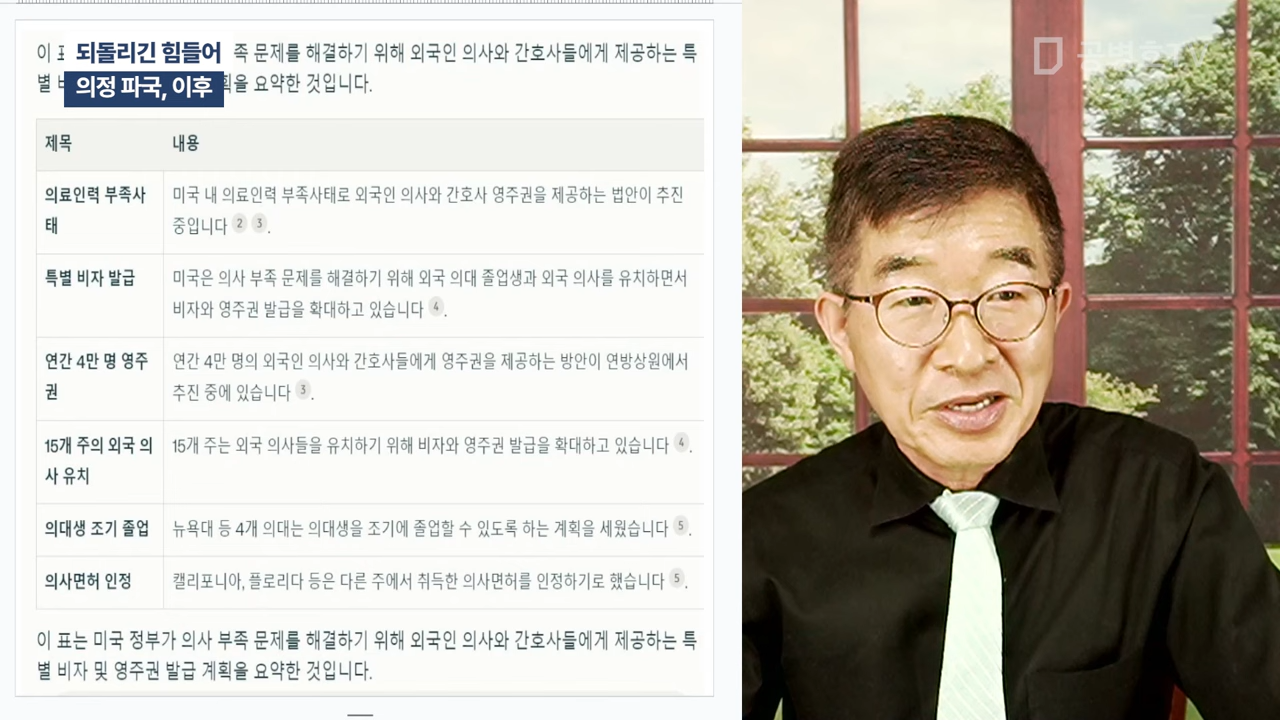 이 표
되돌리긴 힘들어
족 문제를 해결하기 위해 외국인 의사와 간호사들에게 제공하는 특
별 비
의정 파국, 이후
획을 요약한 것입니다.
공병호TV
제목 내용
의료인력 부족사 미국 내 의료인력 부족사태로 외국인 의사와 간호사 영주권을 제공하는 법안이 추진
태 중입니다 2 3 .
특별 비자 발급 미국은 의사 부족 문제를 해결하기 위해 외국 의대 졸업생과 외국 의사를 유치하면서
비자와 영주권 발급을 확대하고 있습니다 4 .
연간 4만 명 영주 연간 4만 명의 외국인 의사와 간호사들에게 영주권을 제공하는 방안이 연방상원에서
권 추진 중에 있습니다 3 .
15개 주의 외국 의 15개 주는 외국 의사들을 유치하기 위해 비자와 영주권 발급을 확대하고 있습니다 4 .
사 유치
의대생 조기 졸업 뉴욕대 등 4개 의대는 의대생을 조기에 졸업할 수 있도록 하는 계획을 세웠습니다 5 .
의사면허 인정 캘리포니아, 플로리다 등은 다른 주에서 취득한 의사면허를 인정하기로 했습니다 5 .
이 표는 미국 정부가 의사 부족 문제를 해결하기 위해 외국인 의사와 간호사들에게 제공하는 특
별 비자 및 영주권 발급 계획을 요약한 것입니다.